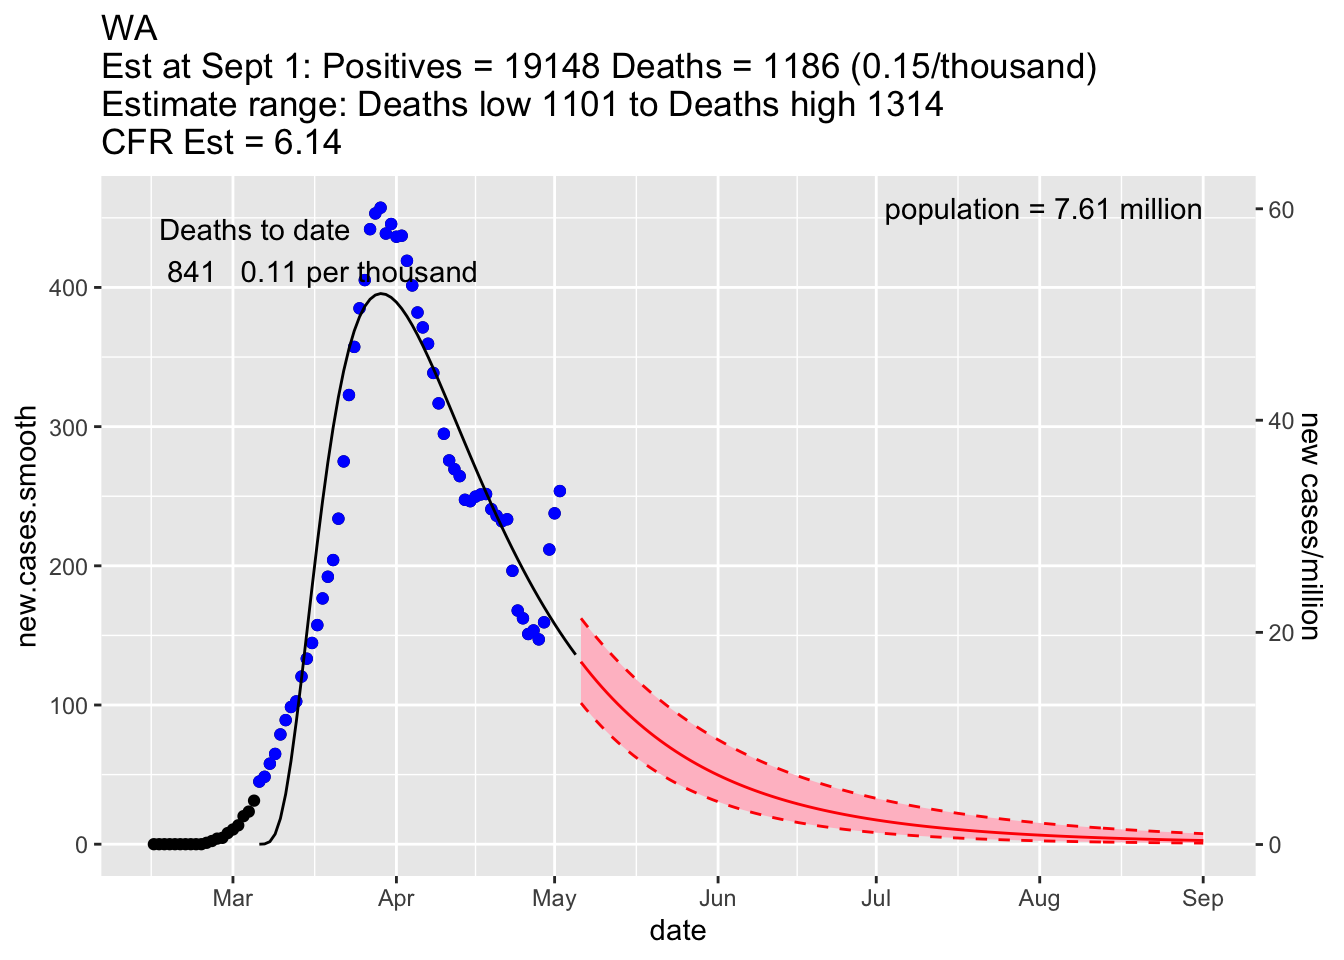 WA
Est at Sept 1: Positives = 19148 Deaths = 1186 (0.15/thousand)
Estimate range: Deaths low 1101 to Deaths high 1314
CFR Est = 6.14
Deaths to date
841 0.11 per thousand
population = 7.61 million
new.cases.smooth
400
300
200
100
0
60
40
20
0
new cases/million
Mar Apr May Jun Jul Aug Sep
date